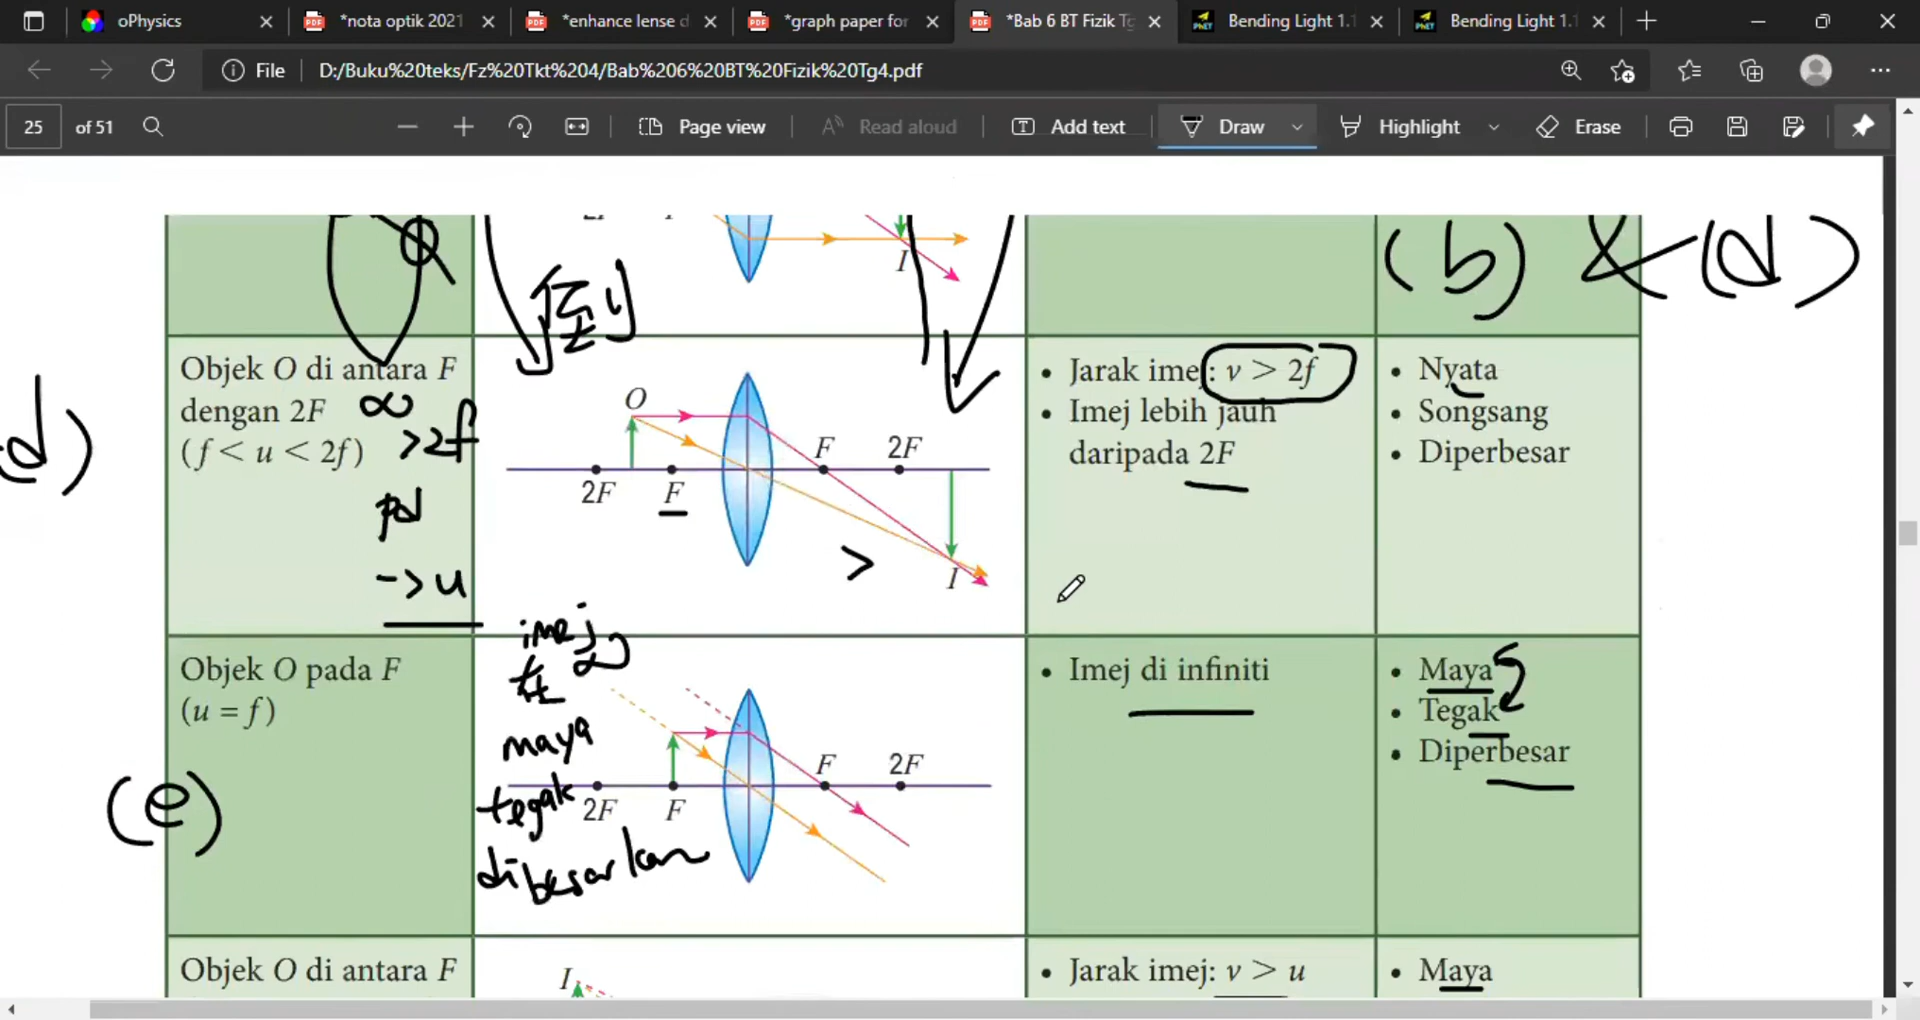 oPhysics
*nota optik 2021
*enhance lense d
*graph paper for
*Bab 6 BT Fizik Tg
Bending Light 1.1
Bending Light 1.1
File
D:/Buku%20teks/Fz%20Tkt%204/Bab%206%20BT%20Fizik%20Tg4.pdf
25 of 51
Page view
Read aloud
Add text
Draw
Highlight
Erase
I
(b) & (d)
倒
Objek O di antara F
dengan 2F
(f < u < 2f)
∞
>2f
pd
-> u
d)
O
F
2F
2F
F
>
I
• Jarak imej: v > 2f
• Imej lebih jauh
daripada 2F
• Nyata
• Songsang
• Diperbesar
Objek O pada F
(u = f)
(e)
imej
在
∞
maya
tegak
dibesarkan
F
2F
2F
F
• Imej di infiniti
• Maya
• Tegak
• Diperbesar
Objek O di antara F
I
• Jarak imej: v > u
• Maya